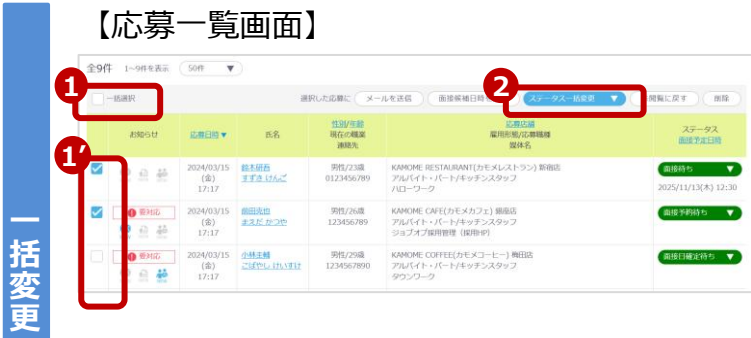 一括変更
【応募一覧画面】
全9件 1~9件を表示 50件 ▼
1 一括選択 選択した応募に メールを送信 面接候補日時を 2 ステータス一括変更 ▼ 閲覧に戻す 削除
お知らせ 応募日時▼ 氏名 性別/年齢 現在の職業 連絡先 応募店舗 雇用形態/応募職種 媒体名 ステータス 面接予定日時
1′
2024/03/15 鈴木研吾 男性/23歳 KAMOME RESTAURANT(カモメレストラン) 新宿店 面接待ち ▼
(金) すずき けんご 0123456789 アルバイト・パート/キッチンスタッフ
17:17 ハローワーク 2025/11/13(木) 12:30
要対応 2024/03/15 前田克也 男性/26歳 KAMOME CAFE(カモメカフェ) 銀座店 面接予約待ち ▼
(金) まえだ かつや 123456789 アルバイト・パート/キッチンスタッフ
17:17 ジョブオプ採用管理（採用HP）
要対応 2024/03/15 小林圭輔 男性/29歳 KAMOME COFFEE(カモメコーヒー) 梅田店 面接日確定待ち ▼
(金) こばやし けいすけ 1234567890 アルバイト・パート/キッチンスタッフ
17:17 タウンワーク